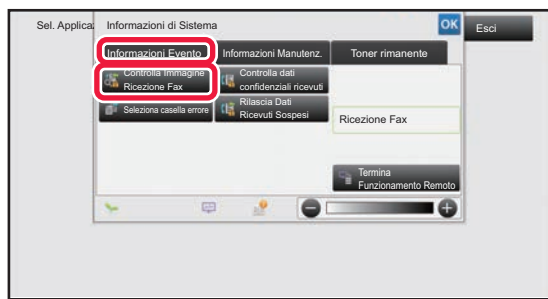 Sel. Applica
Informazioni di Sistema
OK
Esci
Informazioni Evento
Informazioni Manutenz.
Toner rimanente
Controlla Immagine
Ricezione Fax
Controlla dati
confidenziali ricevuti
Seleziona casella errore
Rilascia Dati
Ricevuti Sospesi
Ricezione Fax
Termina
Funzionamento Remoto